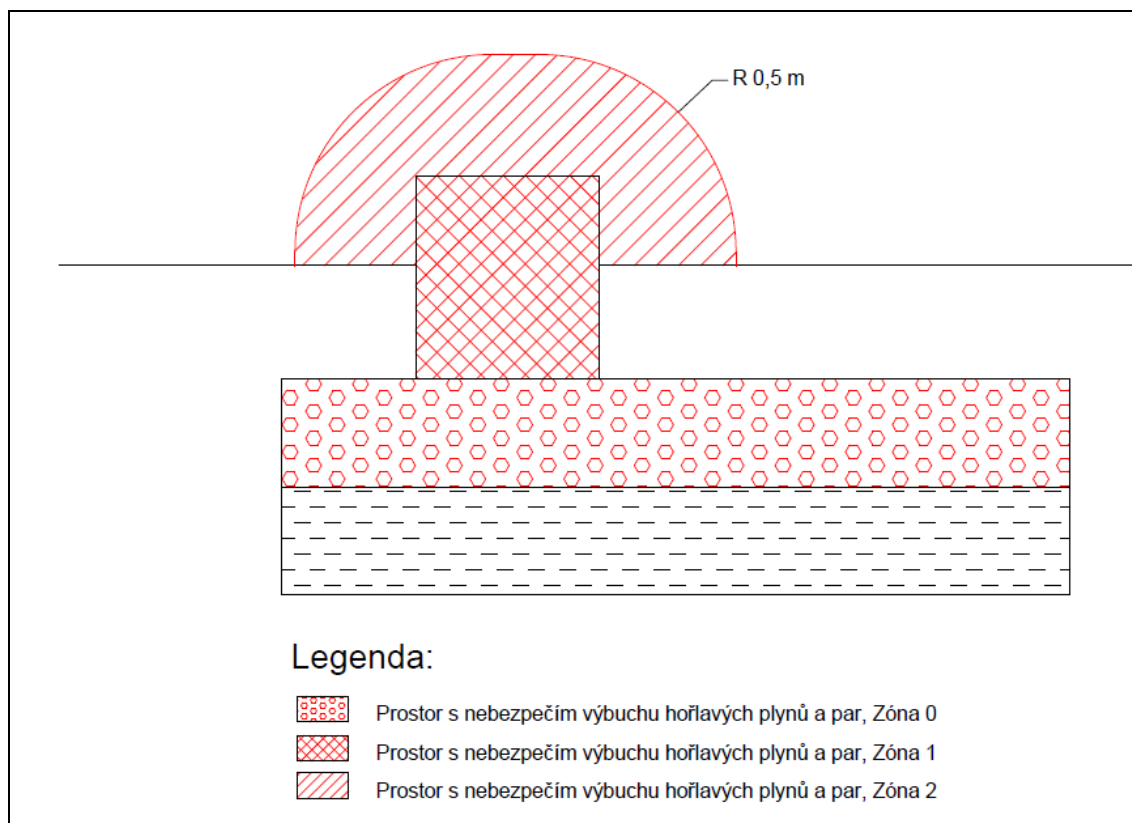 R 0,5 m
Legenda:
Prostor s nebezpečím výbuchu hořlavých plynů a par, Zóna 0
Prostor s nebezpečím výbuchu hořlavých plynů a par, Zóna 1
Prostor s nebezpečím výbuchu hořlavých plynů a par, Zóna 2